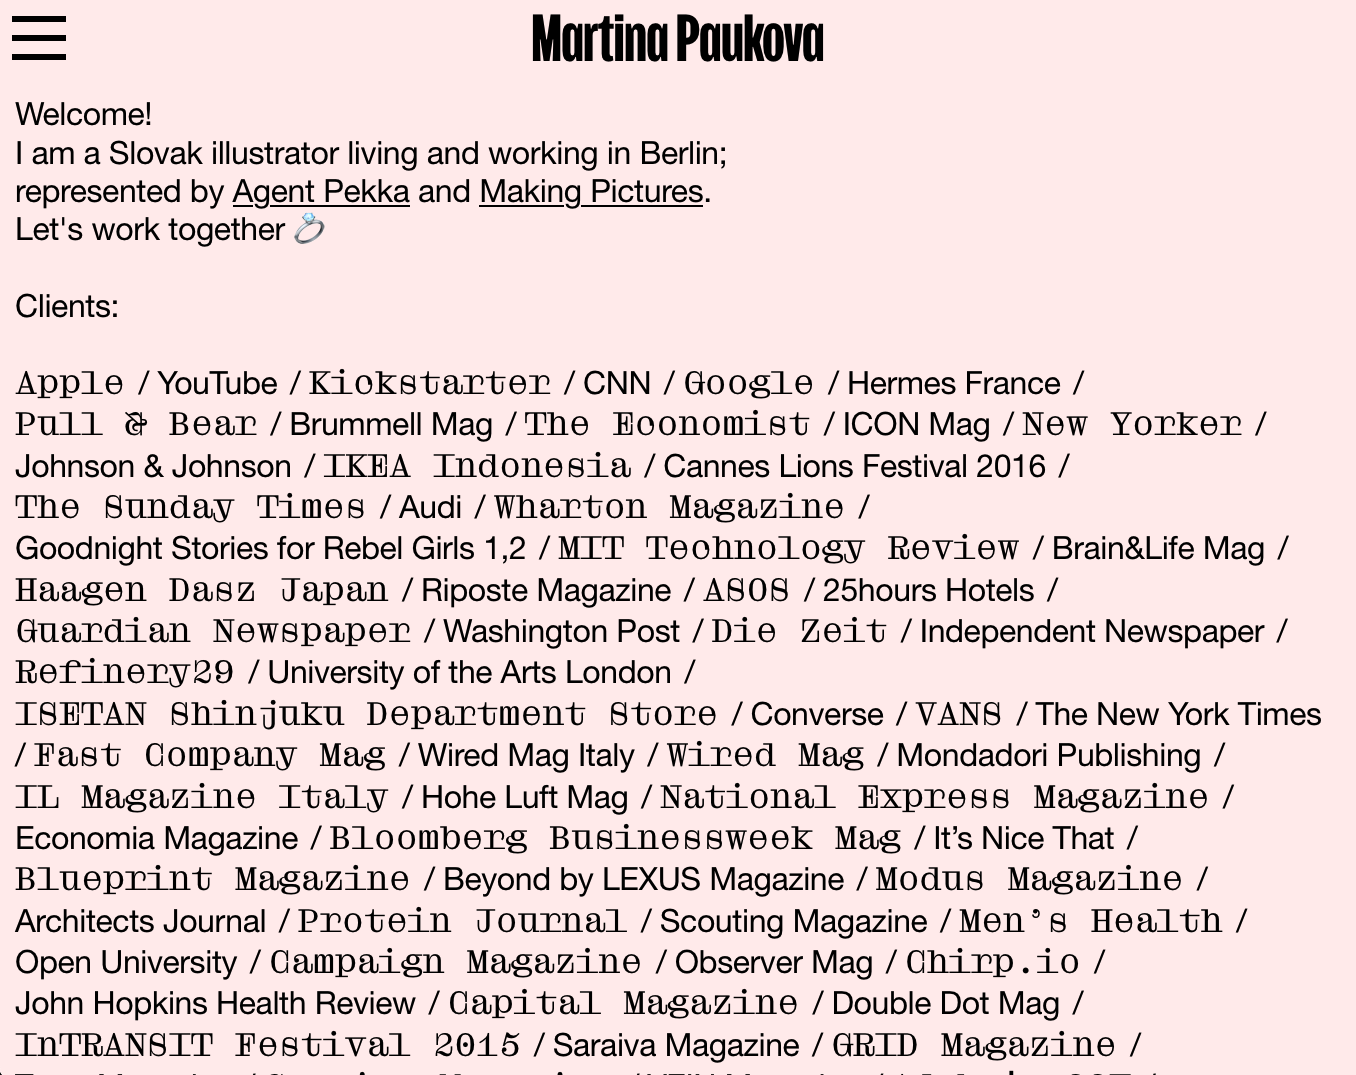 Martina Paukova
Welcome!
I am a Slovak illustrator living and working in Berlin;
represented by Agent Pekka and Making Pictures.
Let's work together 💍
Clients:
Apple / YouTube / Kickstarter / CNN / Google / Hermes France /
Pull & Bear / Brummell Mag / The Economist / ICON Mag / New Yorker /
Johnson & Johnson / IKEA Indonesia / Cannes Lions Festival 2016 /
The Sunday Times / Audi / Wharton Magazine /
Goodnight Stories for Rebel Girls 1,2 / MIT Technology Review / Brain&Life Mag /
Haagen Dasz Japan / Riposte Magazine / ASOS / 25hours Hotels /
Guardian Newspaper / Washington Post / Die Zeit / Independent Newspaper /
Refinery29 / University of the Arts London /
ISETAN Shinjuku Department Store / Converse / VANS / The New York Times
/ Fast Company Mag / Wired Mag Italy / Wired Mag / Mondadori Publishing /
IL Magazine Italy / Hohe Luft Mag / National Express Magazine /
Economia Magazine / Bloomberg Businessweek Mag / It’s Nice That /
Blueprint Magazine / Beyond by LEXUS Magazine / Modus Magazine /
Architects Journal / Protein Journal / Scouting Magazine / Men’s Health /
Open University / Campaign Magazine / Observer Mag / Chirp.io /
John Hopkins Health Review / Capital Magazine / Double Dot Mag /
InTRANSIT Festival 2015 / Saraiva Magazine / GRID Magazine /